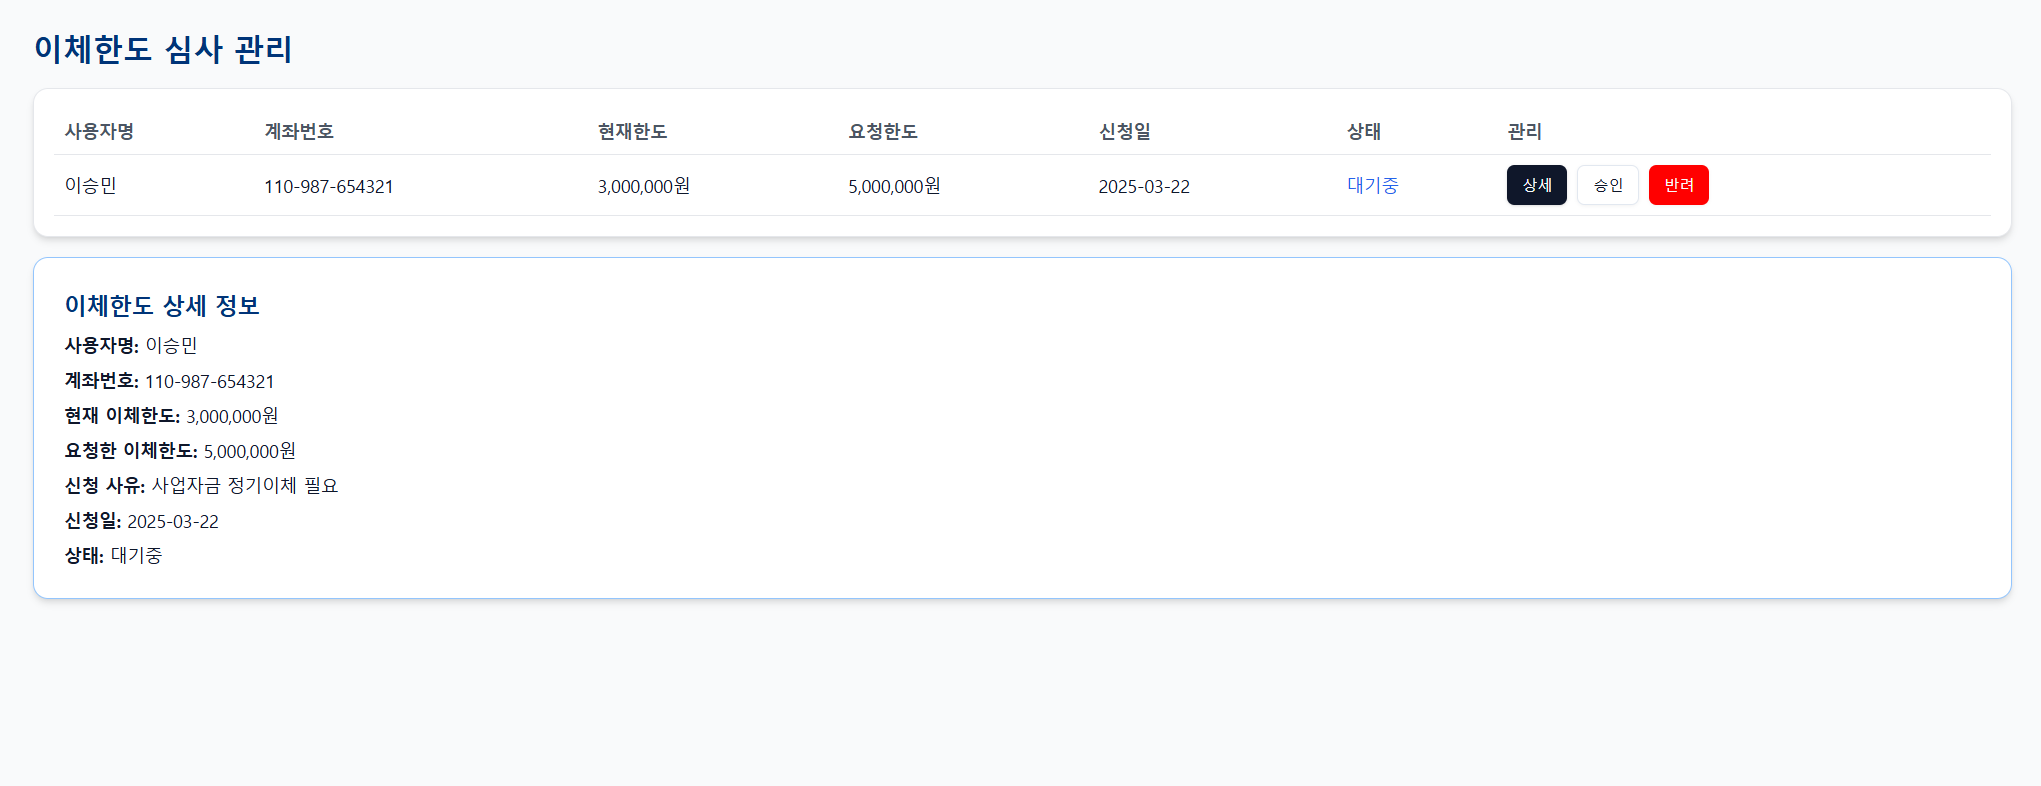 이체한도 심사 관리
사용자명 계좌번호 현재한도 요청한도 신청일 상태 관리
이승민 110-987-654321 3,000,000원 5,000,000원 2025-03-22 대기중 상세 승인 반려
이체한도 상세 정보
사용자명: 이승민
계좌번호: 110-987-654321
현재 이체한도: 3,000,000원
요청한 이체한도: 5,000,000원
신청 사유: 사업자금 정기이체 필요
신청일: 2025-03-22
상태: 대기중